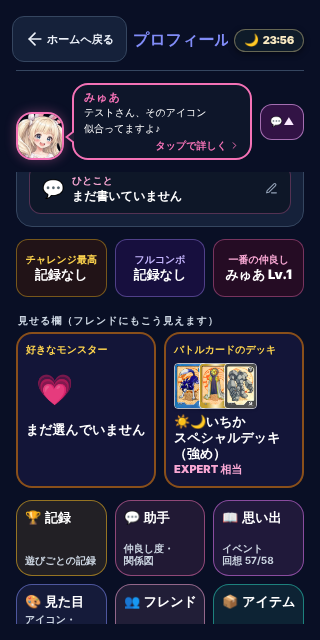 ホームへ戻る
プロフィール
🌙 23:56
みゅあ
テストさん、そのアイコン
似合ってますよ♪
タップで詳しく ›
💬▲
ひとこと
まだ書いていません
チャレンジ最高
記録なし
フルコンボ
記録なし
一番の仲良し
みゅあ Lv.1
見せる欄（フレンドにもこう見えます）
好きなモンスター
まだ選んでいません
バトルカードのデッキ
☀️🌙いちか
スペシャルデッキ
（強め）
EXPERT 相当
🏆 記録
遊びごとの記録
💬 助手
仲良し度・
関係図
📖 思い出
イベント
回想 57/58
🎨 見た目
アイコン・
👥 フレンド
📦 アイテム